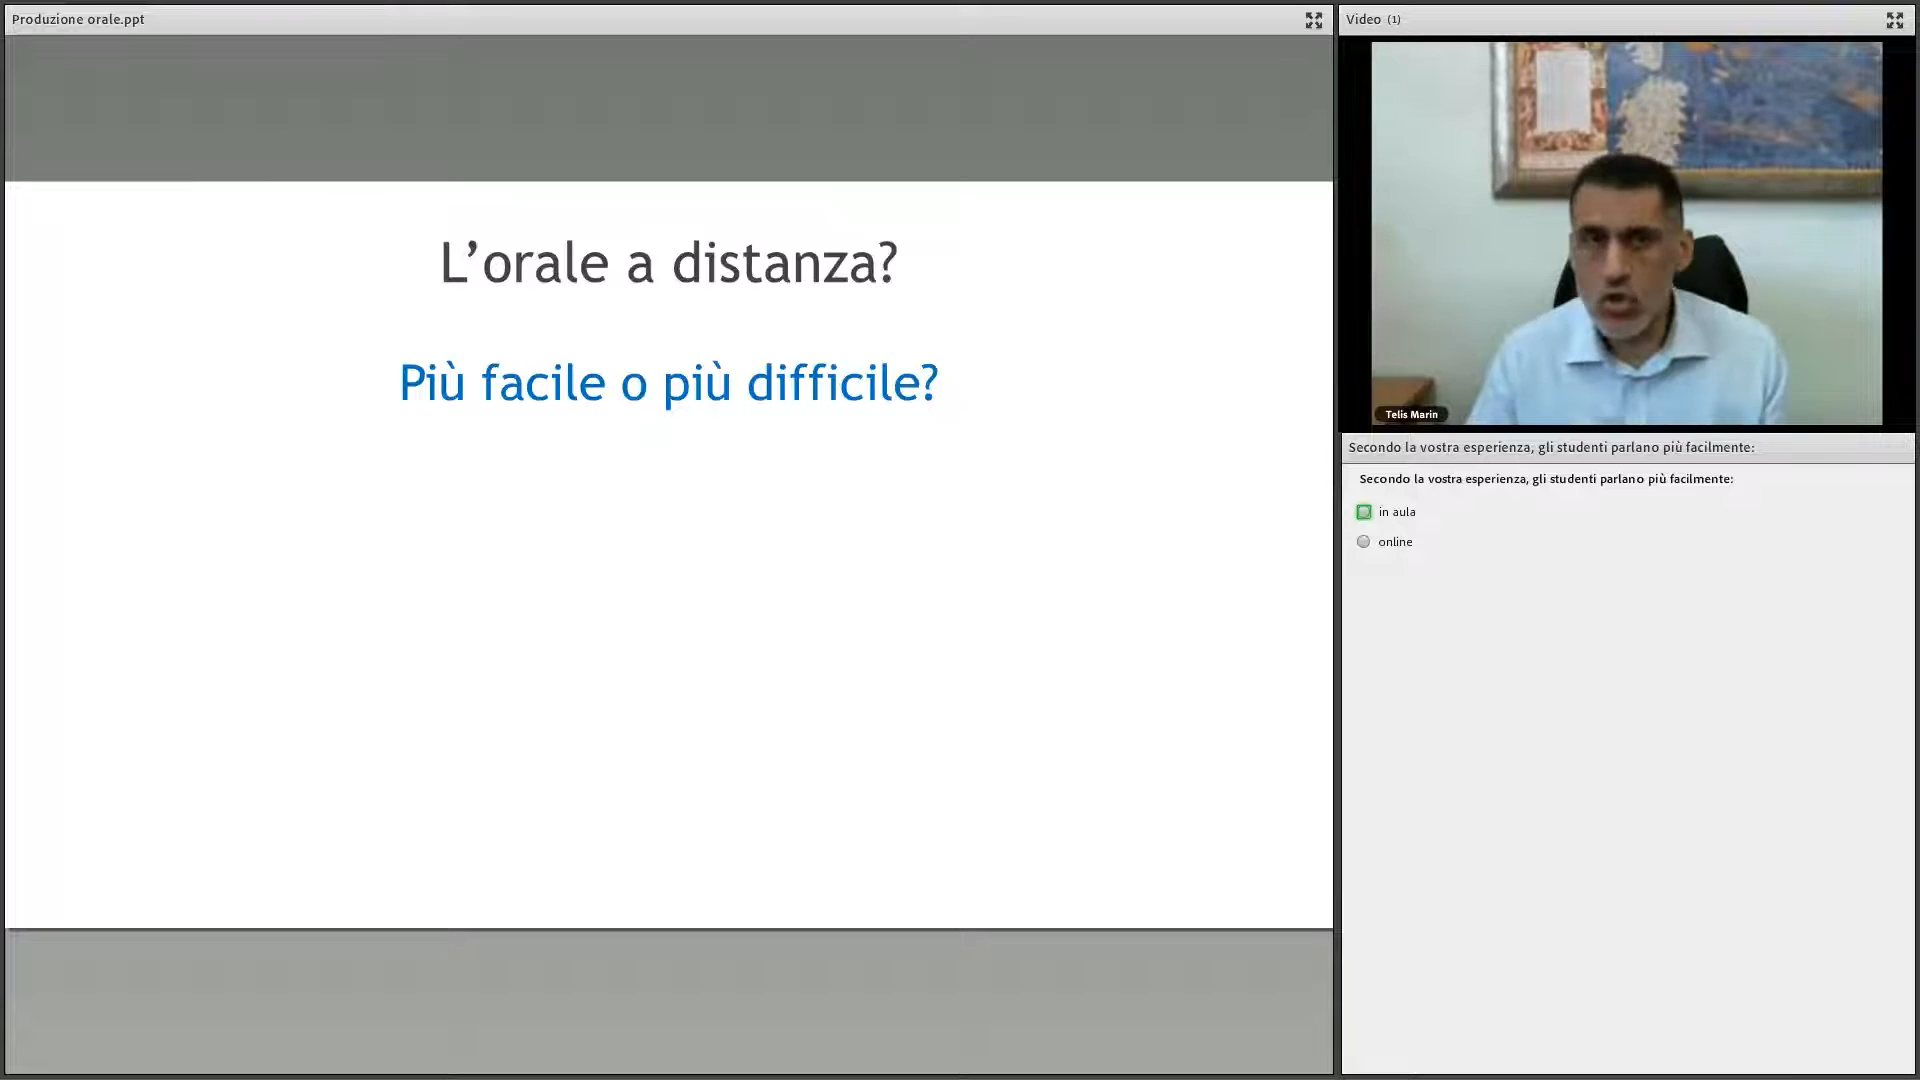 Produzione orale.ppt
L’orale a distanza?
Più facile o più difficile?
Video (1)
Telis Marin
Secondo la vostra esperienza, gli studenti parlano più facilmente:
Secondo la vostra esperienza, gli studenti parlano più facilmente:
in aula
online